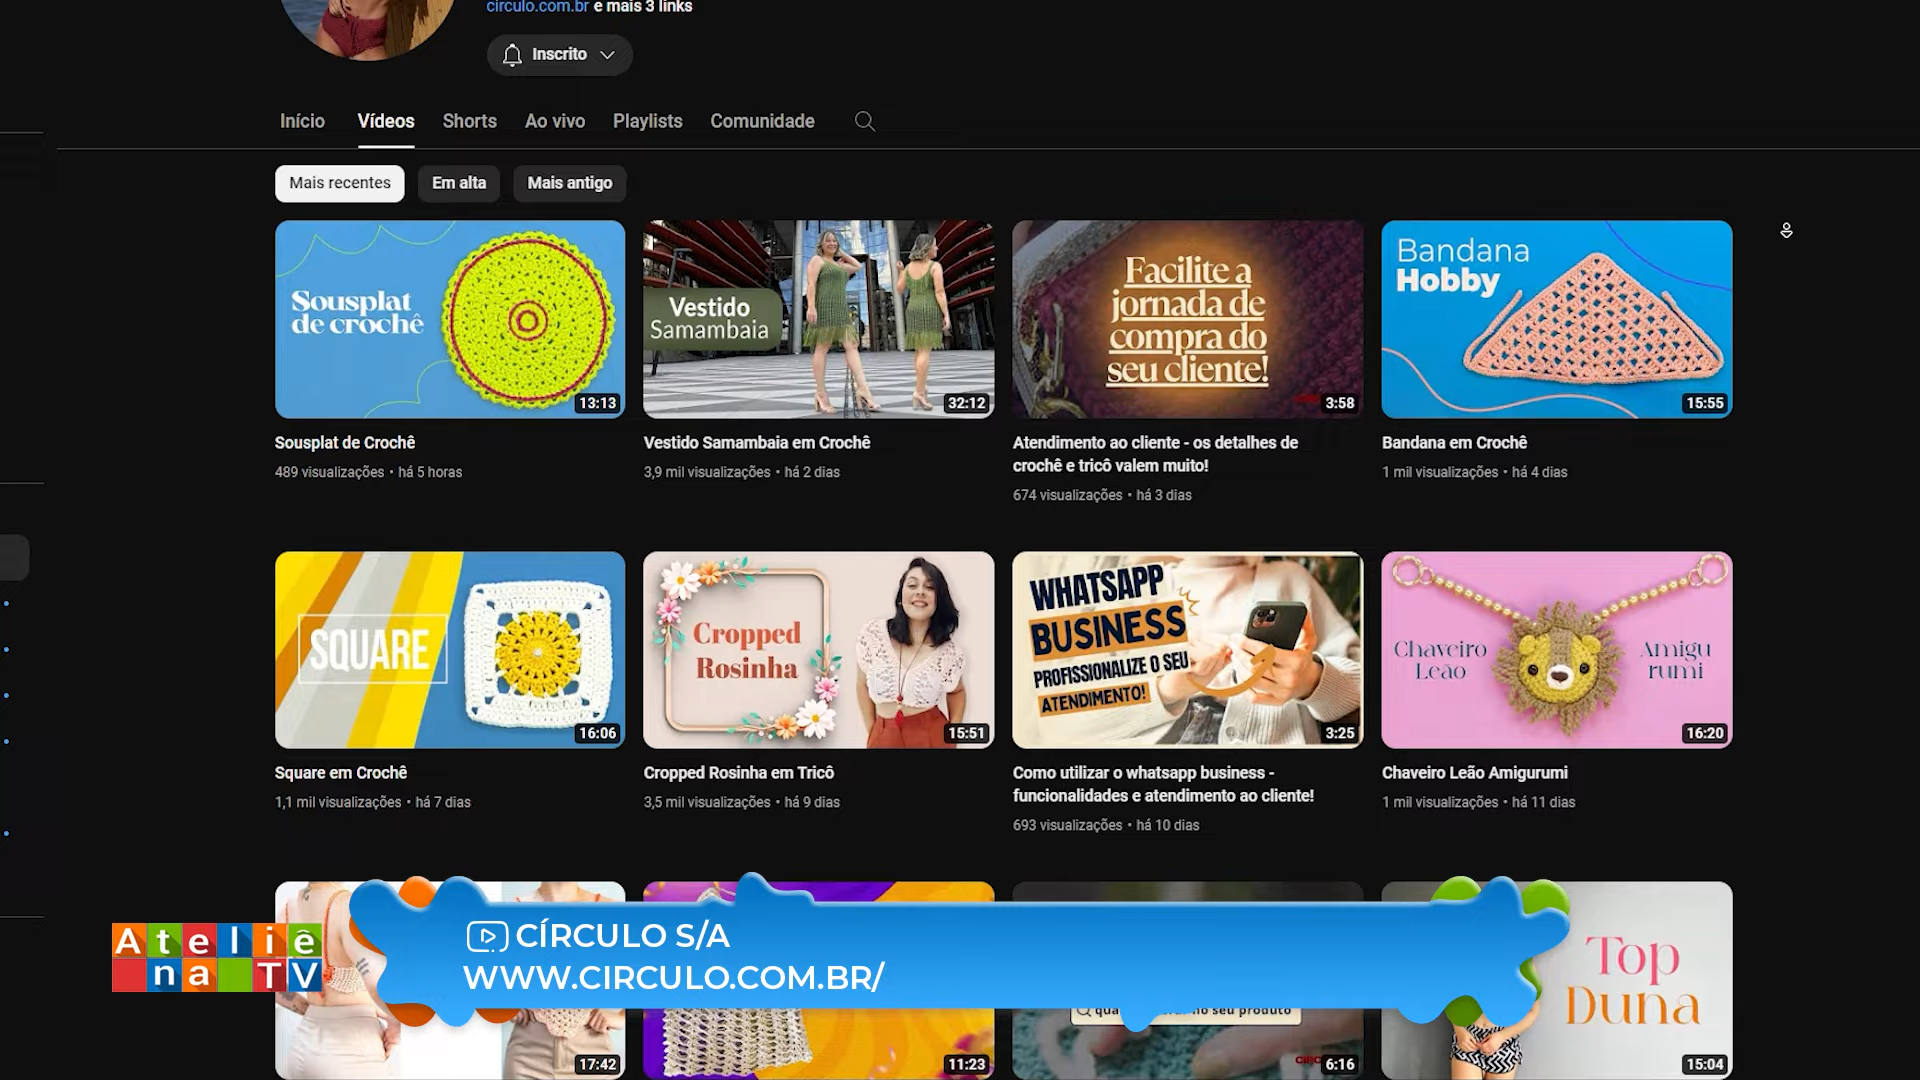 circulo.com.br e mais 3 links
Inscrito
Início Vídeos Shorts Ao vivo Playlists Comunidade
Mais recentes Em alta Mais antigo
Sousplat
de crochê
13:13
Vestido
Samambaia
32:12
Facilite a
jornada de
compra do
seu cliente!
3:58
Bandana
Hobby
15:55
Sousplat de Crochê
489 visualizações • há 5 horas
Vestido Samambaia em Crochê
3,9 mil visualizações • há 2 dias
Atendimento ao cliente - os detalhes de
crochê e tricô valem muito!
674 visualizações • há 3 dias
Bandana em Crochê
1 mil visualizações • há 4 dias
SQUARE
16:06
Cropped
Rosinha
15:51
WHATSAPP
BUSINESS
PROFISSIONALIZE O SEU
ATENDIMENTO!
3:25
Chaveiro
Leão
Amigu
rumi
16:20
Square em Crochê
1,1 mil visualizações • há 7 dias
Cropped Rosinha em Tricô
3,5 mil visualizações • há 9 dias
Como utilizar o whatsapp business -
funcionalidades e atendimento ao cliente!
693 visualizações • há 10 dias
Chaveiro Leão Amigurumi
1 mil visualizações • há 11 dias
Ateliê
na TV
CÍRCULO S/A
WWW.CIRCULO.COM.BR/
17:42
11:23
no seu produto
6:16
Top
Duna
15:04